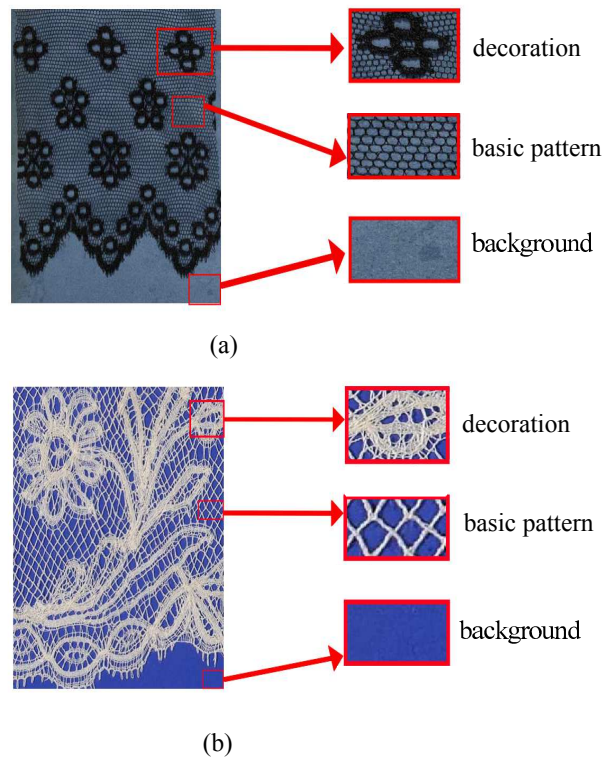 decoration
basic pattern
background
(a)
decoration
basic pattern
background
(b)